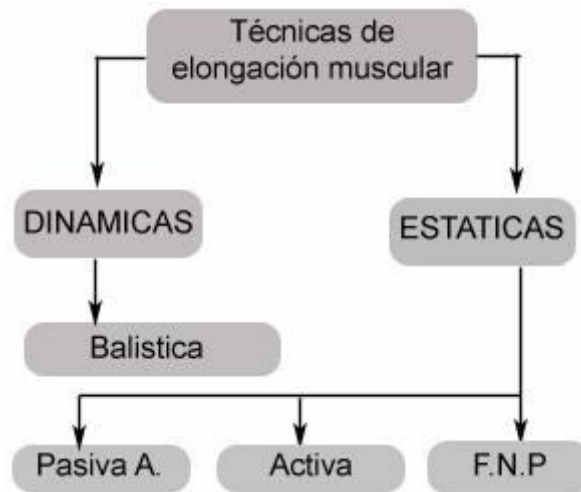 Técnicas de
elongación muscular
DINAMICAS
ESTATICAS
Balistica
Pasiva A.
Activa
F.N.P